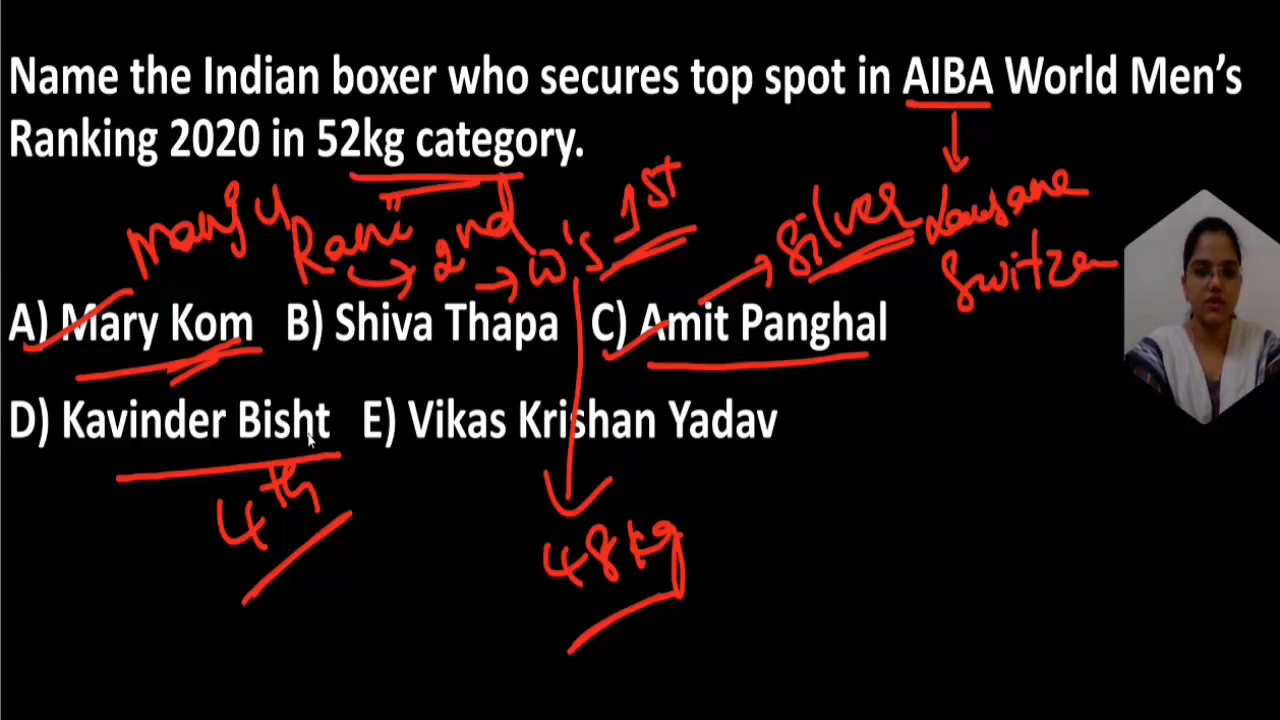 Name the Indian boxer who secures top spot in AIBA World Men's
Ranking 2020 in 52kg category.
Manju Rani → 2nd → W's 1st
Silver
Lausane
Switzer
A) Mary Kom B) Shiva Thapa C) Amit Panghal
D) Kavinder Bisht E) Vikas Krishan Yadav
4th
48kg